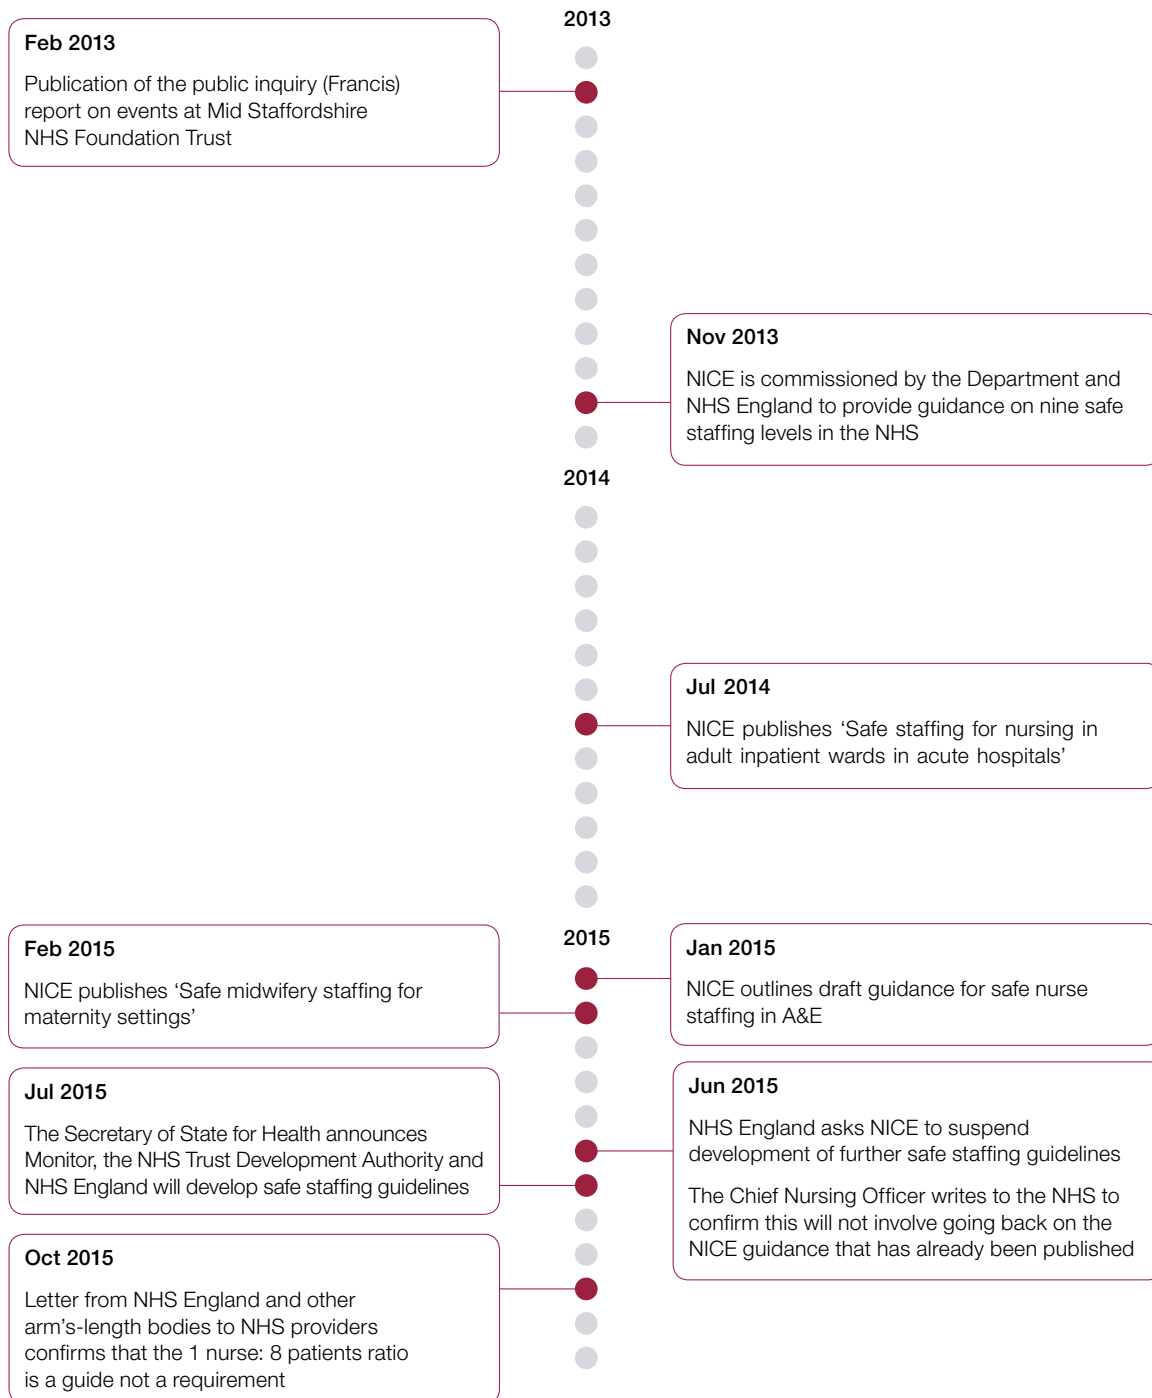 2013
Feb 2013
Publication of the public inquiry (Francis)
report on events at Mid Staffordshire
NHS Foundation Trust
Nov 2013
NICE is commissioned by the Department and
NHS England to provide guidance on nine safe
staffing levels in the NHS
2014
Jul 2014
NICE publishes ‘Safe staffing for nursing in
adult inpatient wards in acute hospitals’
2015
Jan 2015
NICE outlines draft guidance for safe nurse
staffing in A&E
Feb 2015
NICE publishes ‘Safe midwifery staffing for
maternity settings’
Jun 2015
NHS England asks NICE to suspend
development of further safe staffing guidelines
The Chief Nursing Officer writes to the NHS to
confirm this will not involve going back on the
NICE guidance that has already been published
Jul 2015
The Secretary of State for Health announces
Monitor, the NHS Trust Development Authority and
NHS England will develop safe staffing guidelines
Oct 2015
Letter from NHS England and other
arm’s-length bodies to NHS providers
confirms that the 1 nurse: 8 patients ratio
is a guide not a requirement